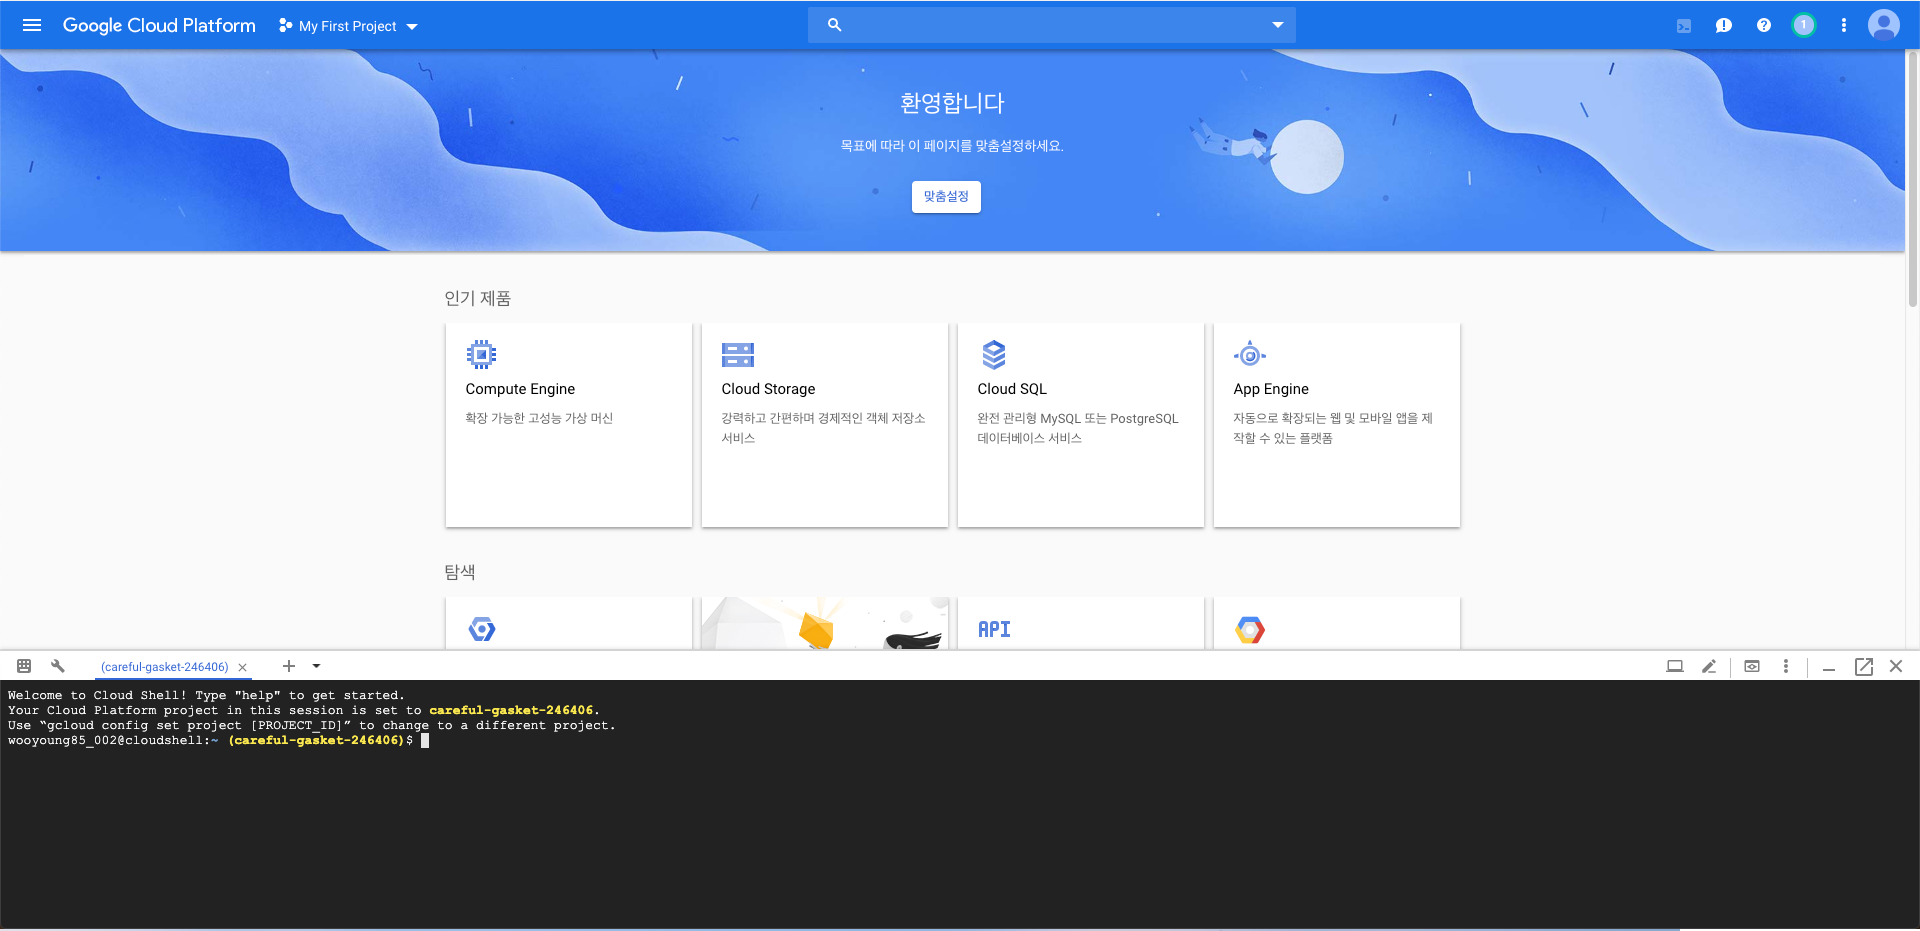 Google Cloud Platform
My First Project
1
환영합니다
목표에 따라 이 페이지를 맞춤설정하세요.
맞춤설정
인기 제품
Compute Engine
확장 가능한 고성능 가상 머신
Cloud Storage
강력하고 간편하며 경제적인 객체 저장소
서비스
Cloud SQL
완전 관리형 MySQL 또는 PostgreSQL
데이터베이스 서비스
App Engine
자동으로 확장되는 웹 및 모바일 앱을 제
작할 수 있는 플랫폼
탐색
API
(careful-gasket-246406)
Welcome to Cloud Shell! Type "help" to get started.
Your Cloud Platform project in this session is set to careful-gasket-246406.
Use “gcloud config set project [PROJECT_ID]” to change to a different project.
wooyoung85_002@cloudshell:~ (careful-gasket-246406)$